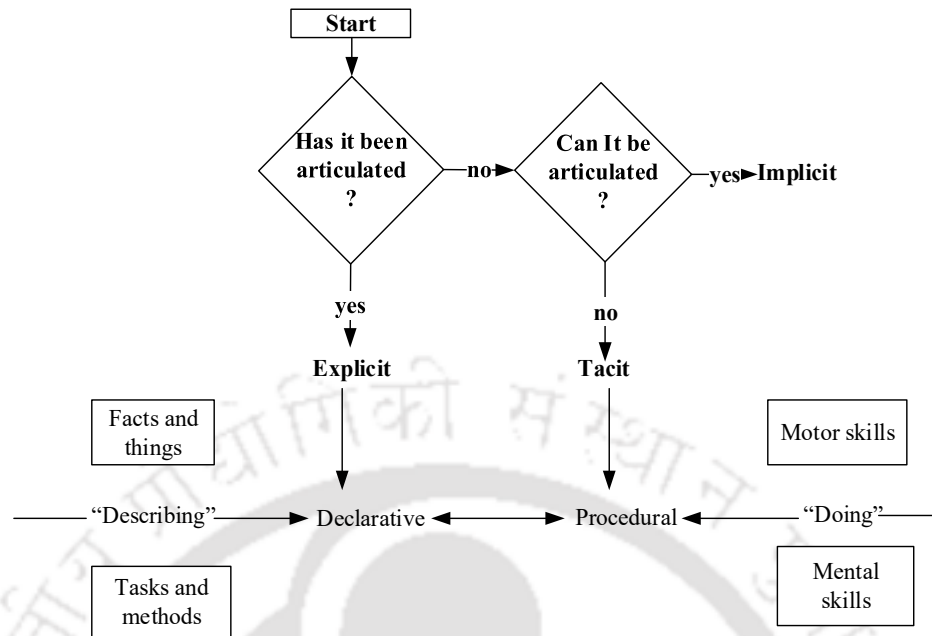 Start
Has it been
articulated
?
no
Can It be
articulated
?
yes
Implicit
yes
no
Explicit
Tacit
Facts and
things
Motor skills
“Describing”
Declarative
Procedural
“Doing”
Tasks and
methods
Mental
skills
प्रौद्योगिकी संस्थान